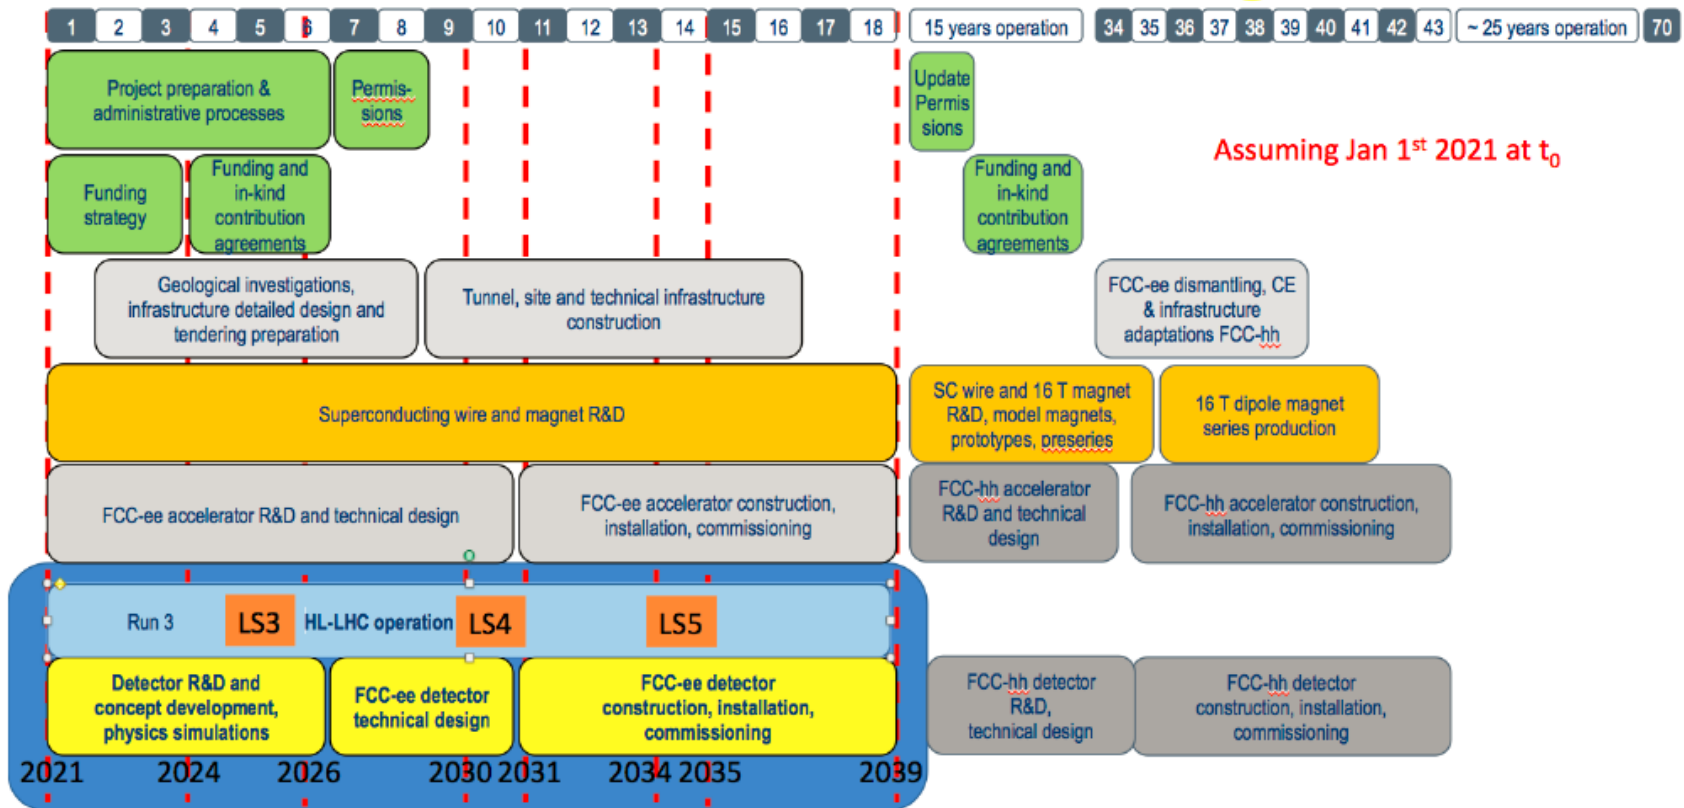 1 2 3 4 5 6 7 8 9 10 11 12 13 14 15 16 17 18 15 years operation 34 35 36 37 38 39 40 41 42 43 ~ 25 years operation 70
Project preparation &
administrative processes
Permis-
sions
Update
Permis
sions
Assuming Jan 1st 2021 at t0
Funding
strategy
Funding and
in-kind
contribution
agreements
Funding and
in-kind
contribution
agreements
Geological investigations,
infrastructure detailed design and
tendering preparation
Tunnel, site and technical infrastructure
construction
FCC-ee dismantling, CE
& infrastructure
adaptations FCC-hh
Superconducting wire and magnet R&D
SC wire and 16 T magnet
R&D, model magnets,
prototypes, preseries
16 T dipole magnet
series production
FCC-ee accelerator R&D and technical design
FCC-ee accelerator construction,
installation, commissioning
FCC-hh accelerator
R&D and technical
design
FCC-hh accelerator construction,
installation, commissioning
Run 3 LS3 HL-LHC operation LS4 LS5
Detector R&D and
concept development,
physics simulations
FCC-ee detector
technical design
FCC-ee detector
construction, installation,
commissioning
FCC-hh detector
R&D,
technical design
FCC-hh detector
construction, installation,
commissioning
2021 2024 2026 2030 2031 2034 2035 2039